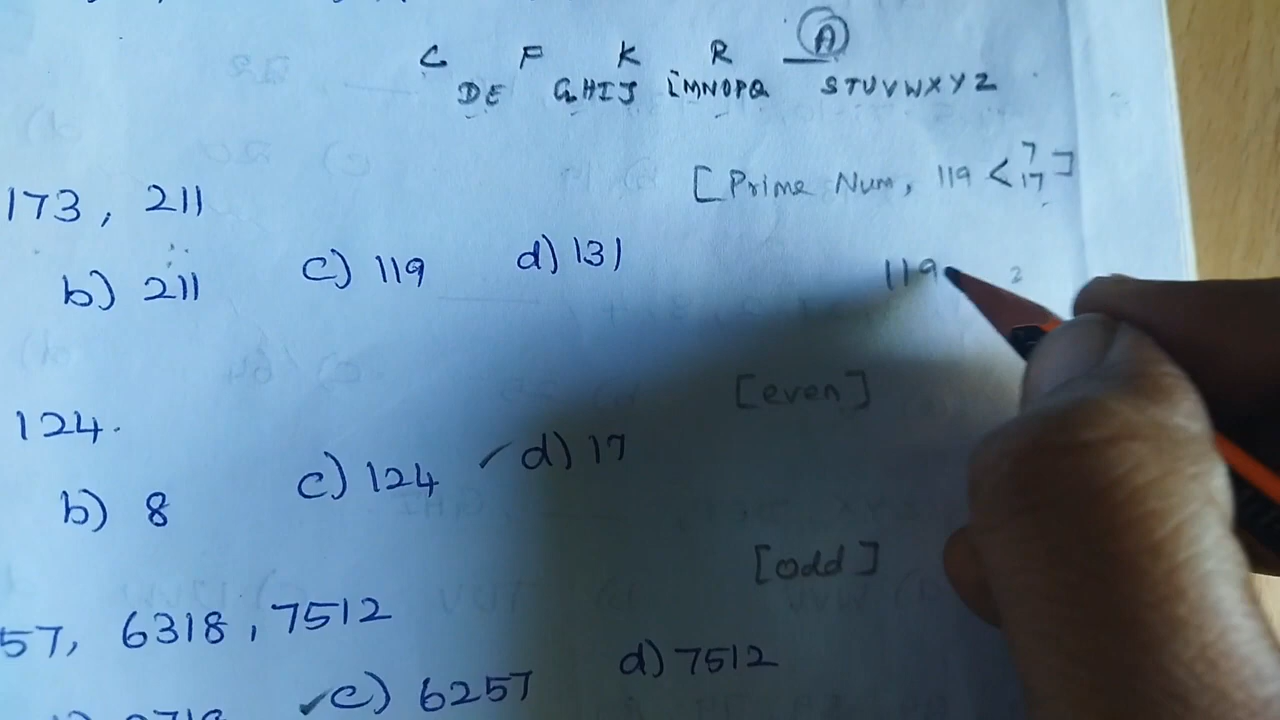 C F K R _ A
DE GHIJ LMNOPQ STUVWXYZ
[Prime Num, 119 < 7 17]
173, 211
b) 211 c) 119 d) 131
119 2
[even]
124.
b) 8 c) 124 ✓d) 17
[odd]
57, 6318, 7512
✓c) 6257 d) 7512